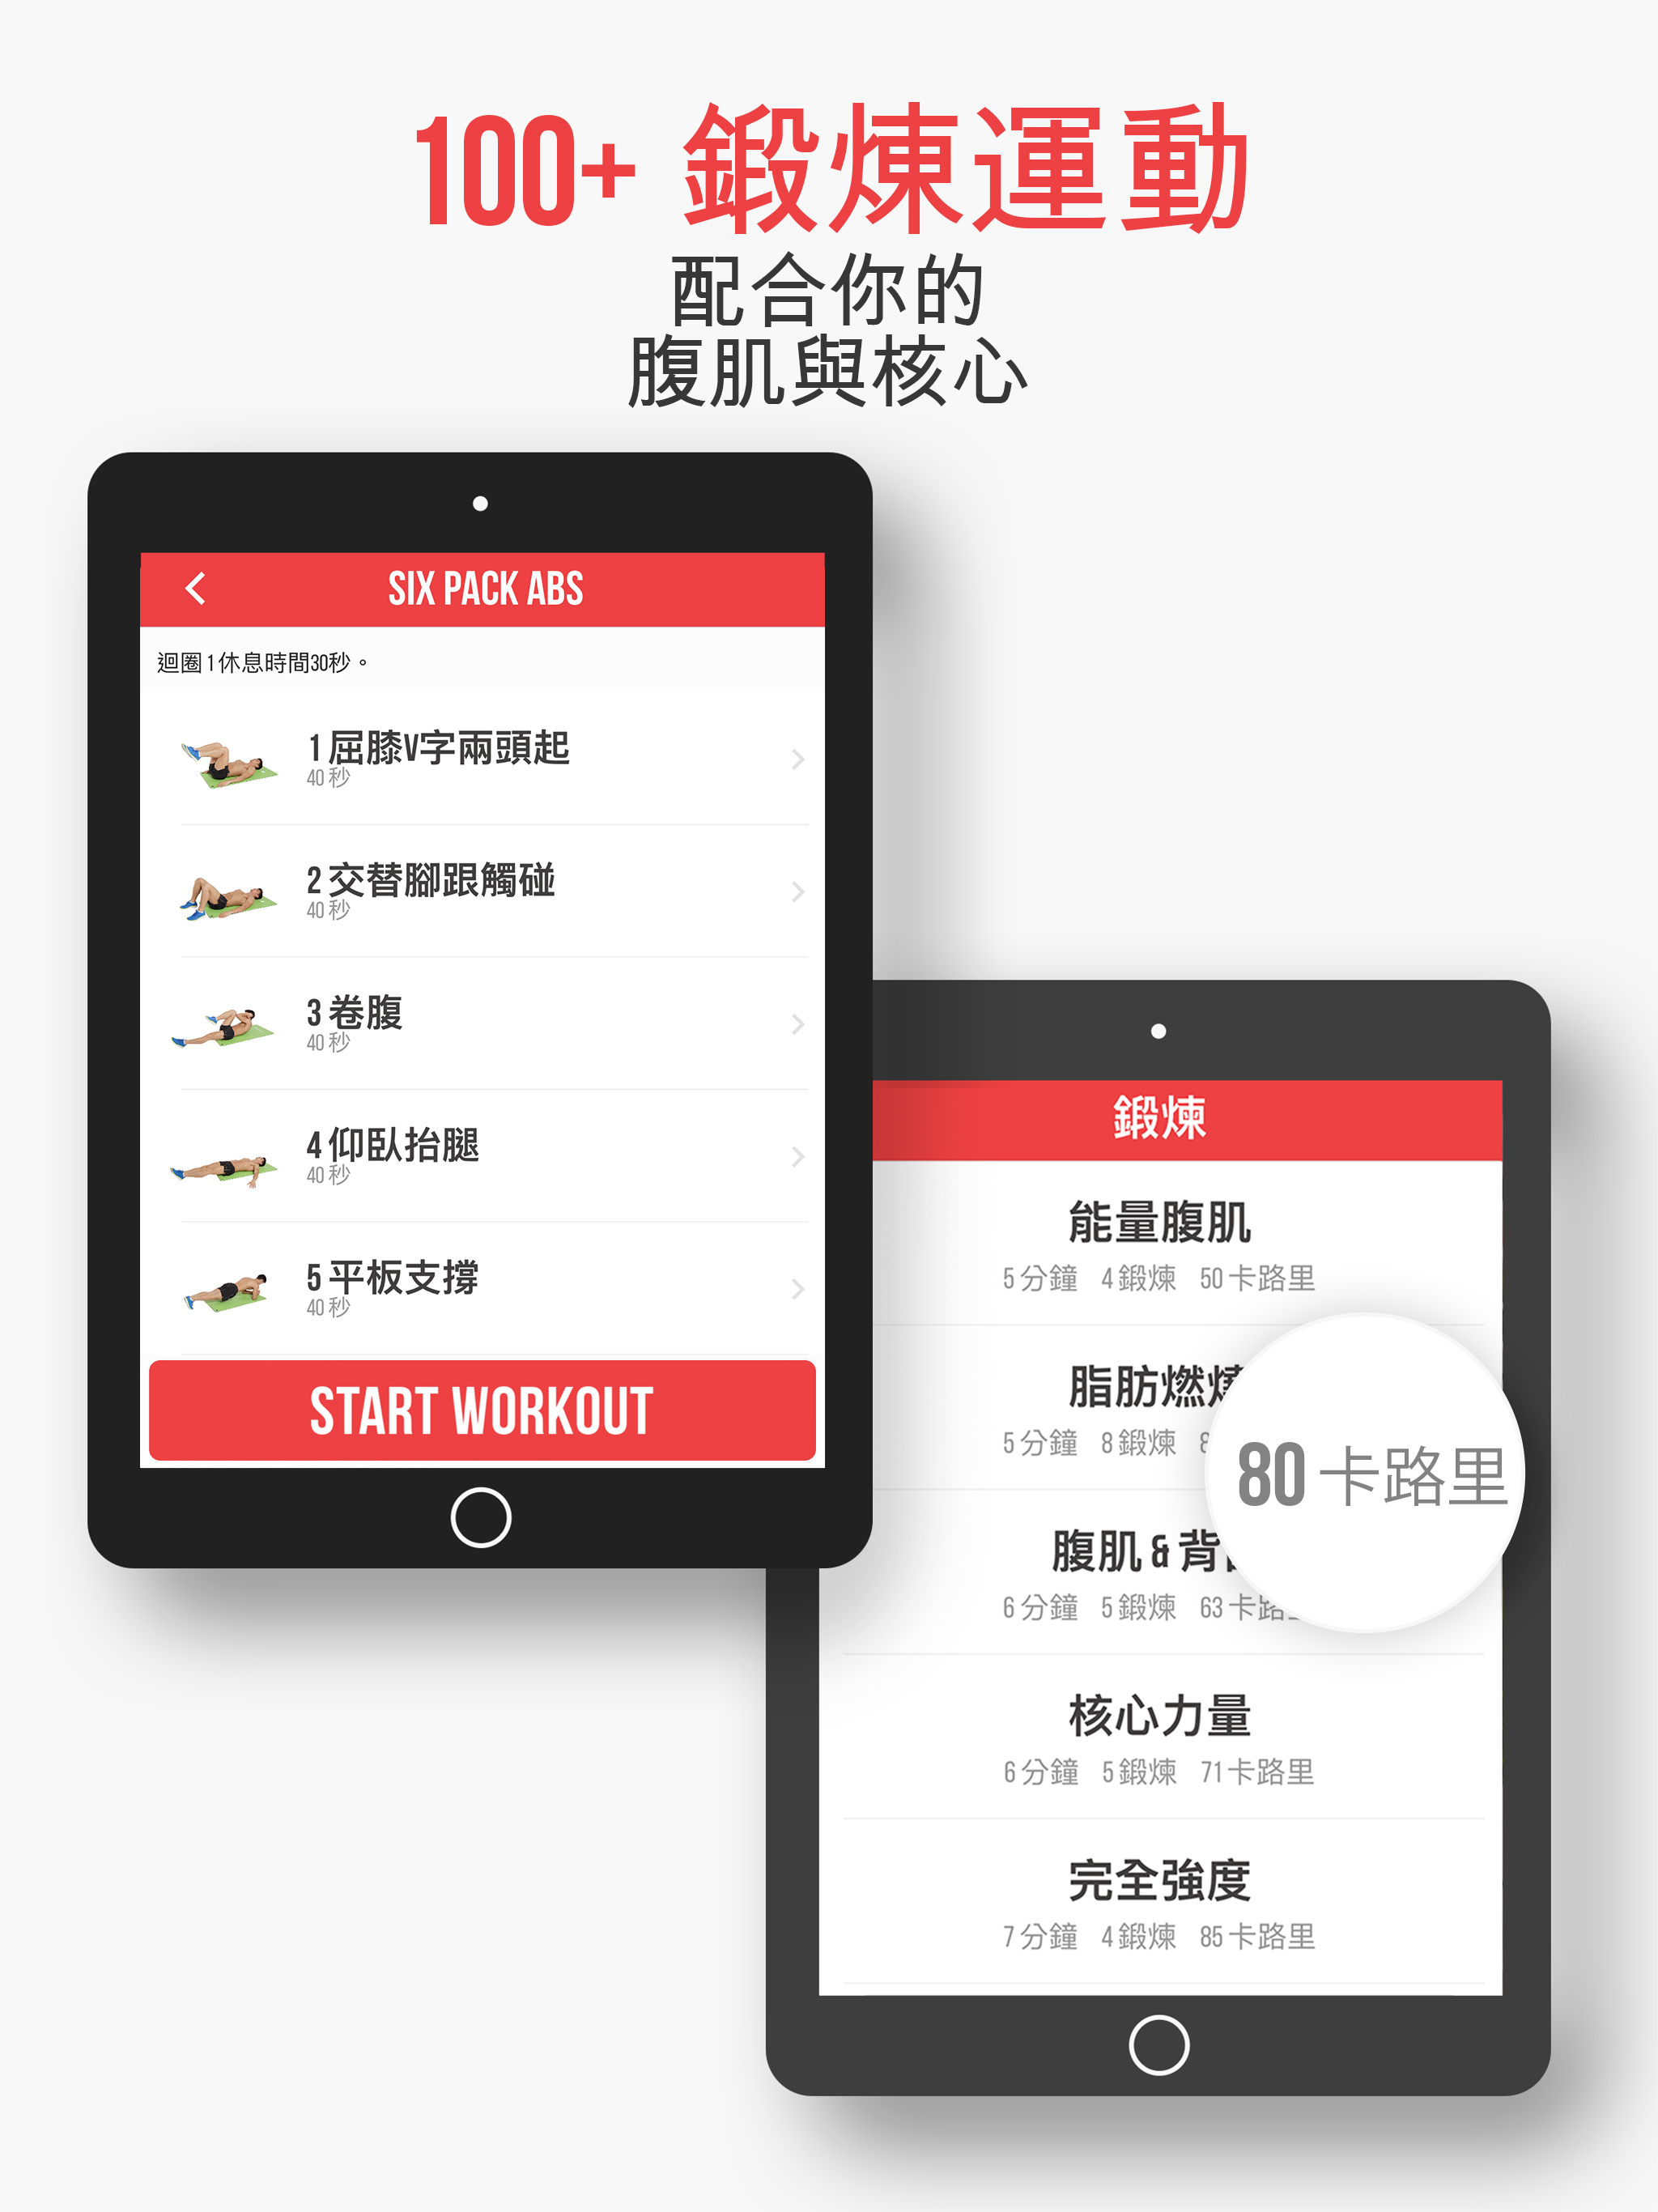 100+ 鍛煉運動
配合你的
腹肌與核心
SIX PACK ABS
迴圈 1 休息時間30秒。
1 屈膝V字兩頭起
40 秒
2 交替腳跟觸碰
40 秒
3 卷腹
40 秒
4 仰臥抬腿
40 秒
5 平板支撐
40 秒
START WORKOUT
鍛煉
能量腹肌
5 分鐘 4 鍛煉 50 卡路里
脂肪燃燒
5 分鐘 8 鍛煉
80 卡路里
腹肌 & 背
6 分鐘 5 鍛煉 63 卡路里
核心力量
6 分鐘 5 鍛煉 71 卡路里
完全強度
7 分鐘 4 鍛煉 85 卡路里